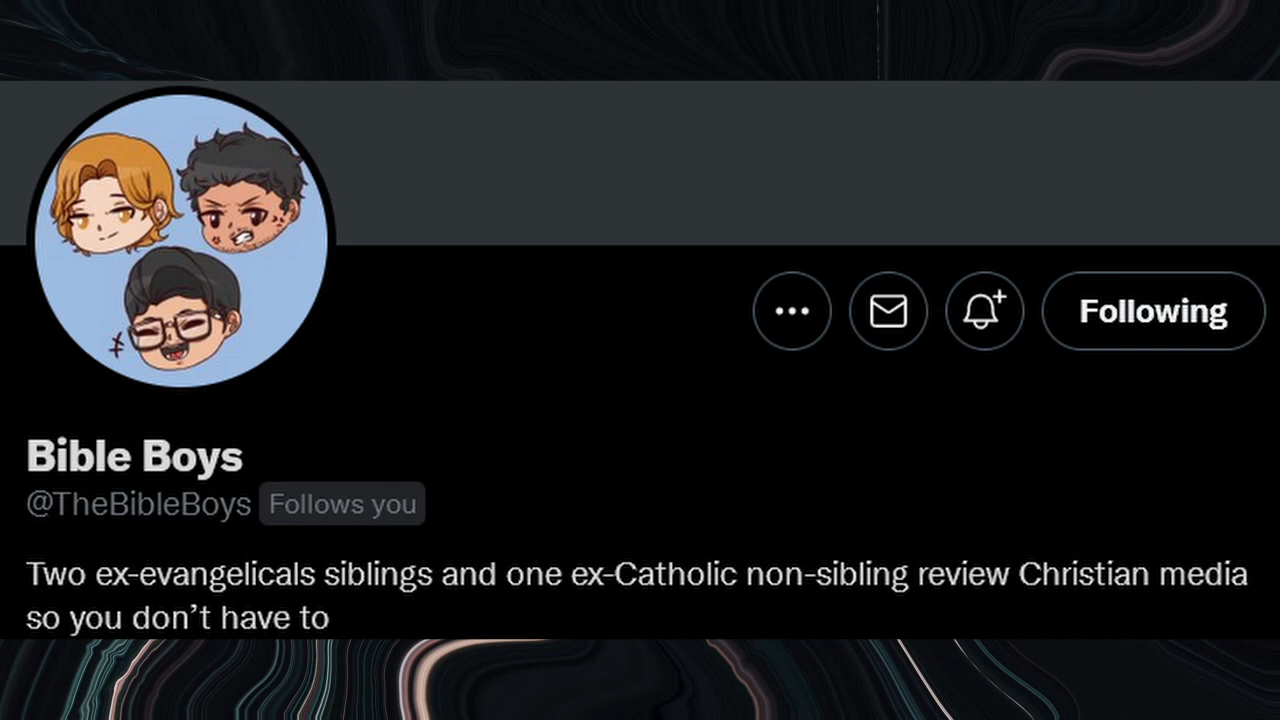 Following
Bible Boys
@TheBibleBoys Follows you
Two ex-evangelicals siblings and one ex-Catholic non-sibling review Christian media
so you don’t have to